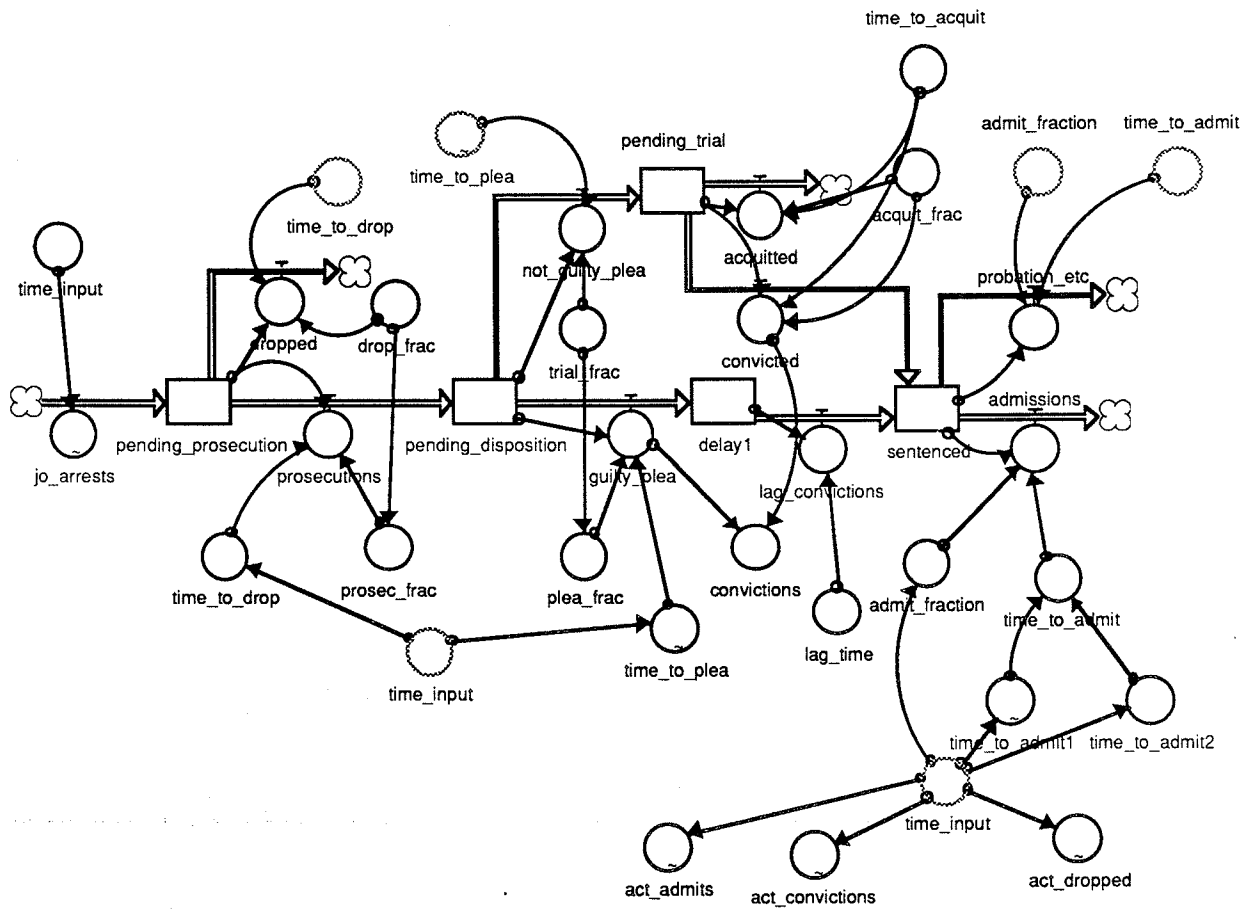 time_to_acquit
admit_fraction
time_to_admit
pending_trial
time_to_plea
time_to_drop
acquit_frac
time_input
not_guilty_plea
acquitted
probation_etc
dropped
drop_frac
trial_frac
convicted
admissions
pending_prosecution
pending_disposition
delay1
sentenced
jo_arrests
prosecutions
guilty_plea
lag_convictions
time_to_drop
prosec_frac
plea_frac
convictions
admit_fraction
time_to_admit
lag_time
time_to_plea
time_input
time_to_admit1
time_to_admit2
time_input
act_admits
act_convictions
act_dropped
~
~
~
~
~
~
~